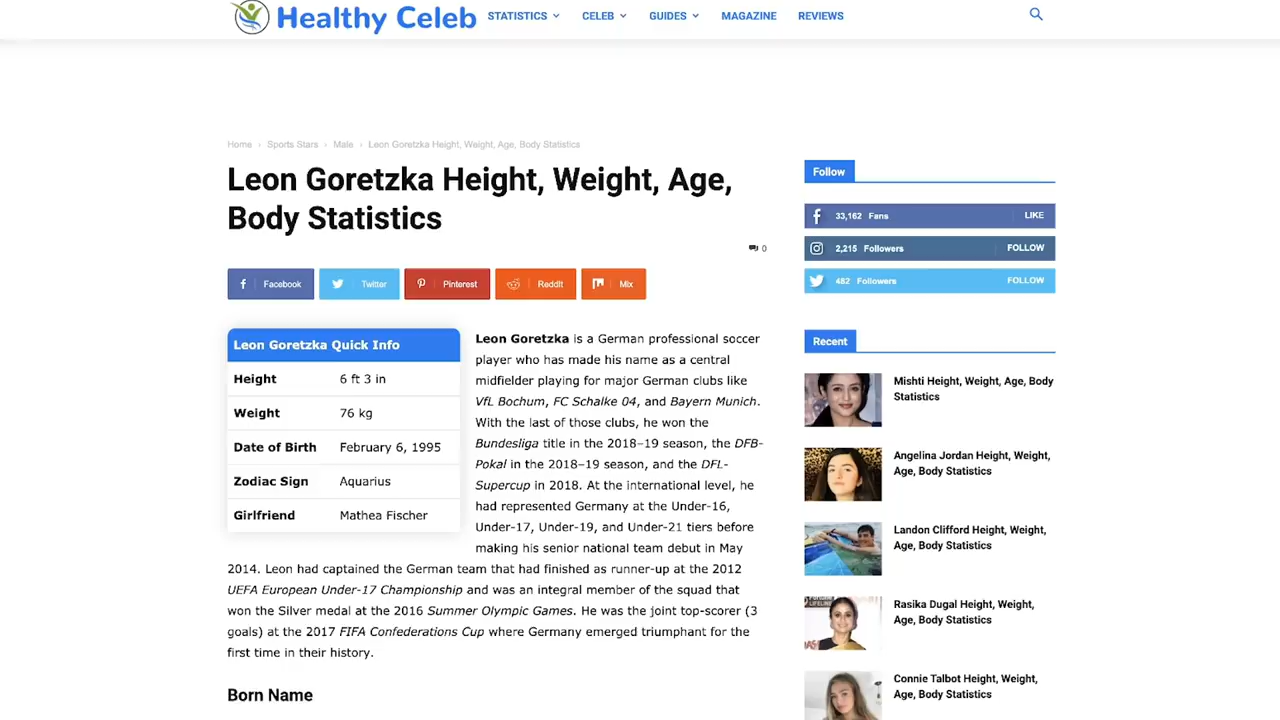 Healthy Celeb
STATISTICS
CELEB
GUIDES
MAGAZINE
REVIEWS
Home › Sports Stars › Male › Leon Goretzka Height, Weight, Age, Body Statistics
Leon Goretzka Height, Weight, Age,
Body Statistics
0
Facebook
Twitter
Pinterest
ReddIt
Mix
Leon Goretzka Quick Info
Height 6 ft 3 in
Weight 76 kg
Date of Birth February 6, 1995
Zodiac Sign Aquarius
Girlfriend Mathea Fischer
Leon Goretzka is a German professional soccer
player who has made his name as a central
midfielder playing for major German clubs like
VfL Bochum, FC Schalke 04, and Bayern Munich.
With the last of those clubs, he won the
Bundesliga title in the 2018–19 season, the DFB-
Pokal in the 2018–19 season, and the DFL-
Supercup in 2018. At the international level, he
had represented Germany at the Under-16,
Under-17, Under-19, and Under-21 tiers before
making his senior national team debut in May
2014. Leon had captained the German team that had finished as runner-up at the 2012
UEFA European Under-17 Championship and was an integral member of the squad that
won the Silver medal at the 2016 Summer Olympic Games. He was the joint top-scorer (3
goals) at the 2017 FIFA Confederations Cup where Germany emerged triumphant for the
first time in their history.
Born Name
Follow
33,162 Fans LIKE
2,215 Followers FOLLOW
482 Followers FOLLOW
Recent
Mishti Height, Weight, Age, Body
Statistics
Angelina Jordan Height, Weight,
Age, Body Statistics
Landon Clifford Height, Weight,
Age, Body Statistics
Rasika Dugal Height, Weight,
Age, Body Statistics
Connie Talbot Height, Weight,
Age, Body Statistics